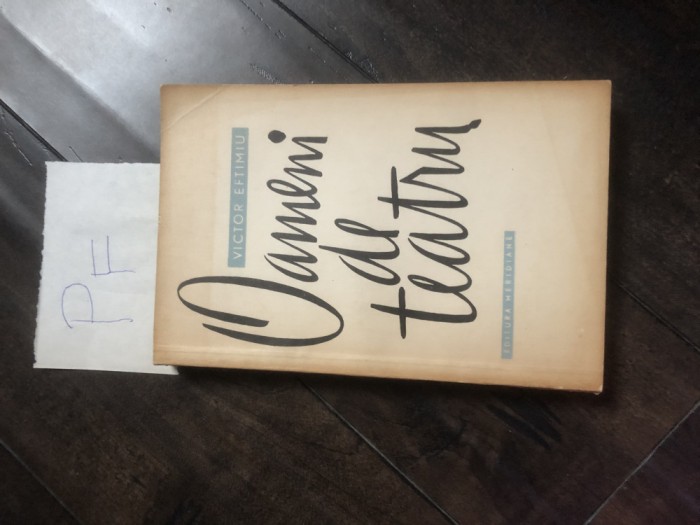 VICTOR EFTIMIU
Oameni
de
teatru
EDITURA MERIDIANE
PF